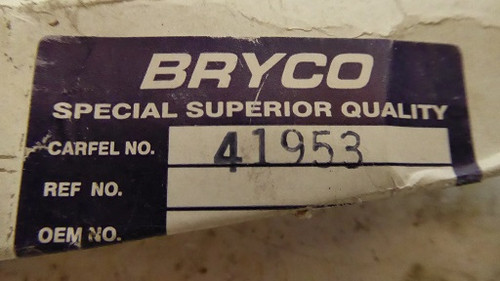 BRYCO
SPECIAL SUPERIOR QUALITY
CARFEL NO. 41953
REF NO.
OEM NO.